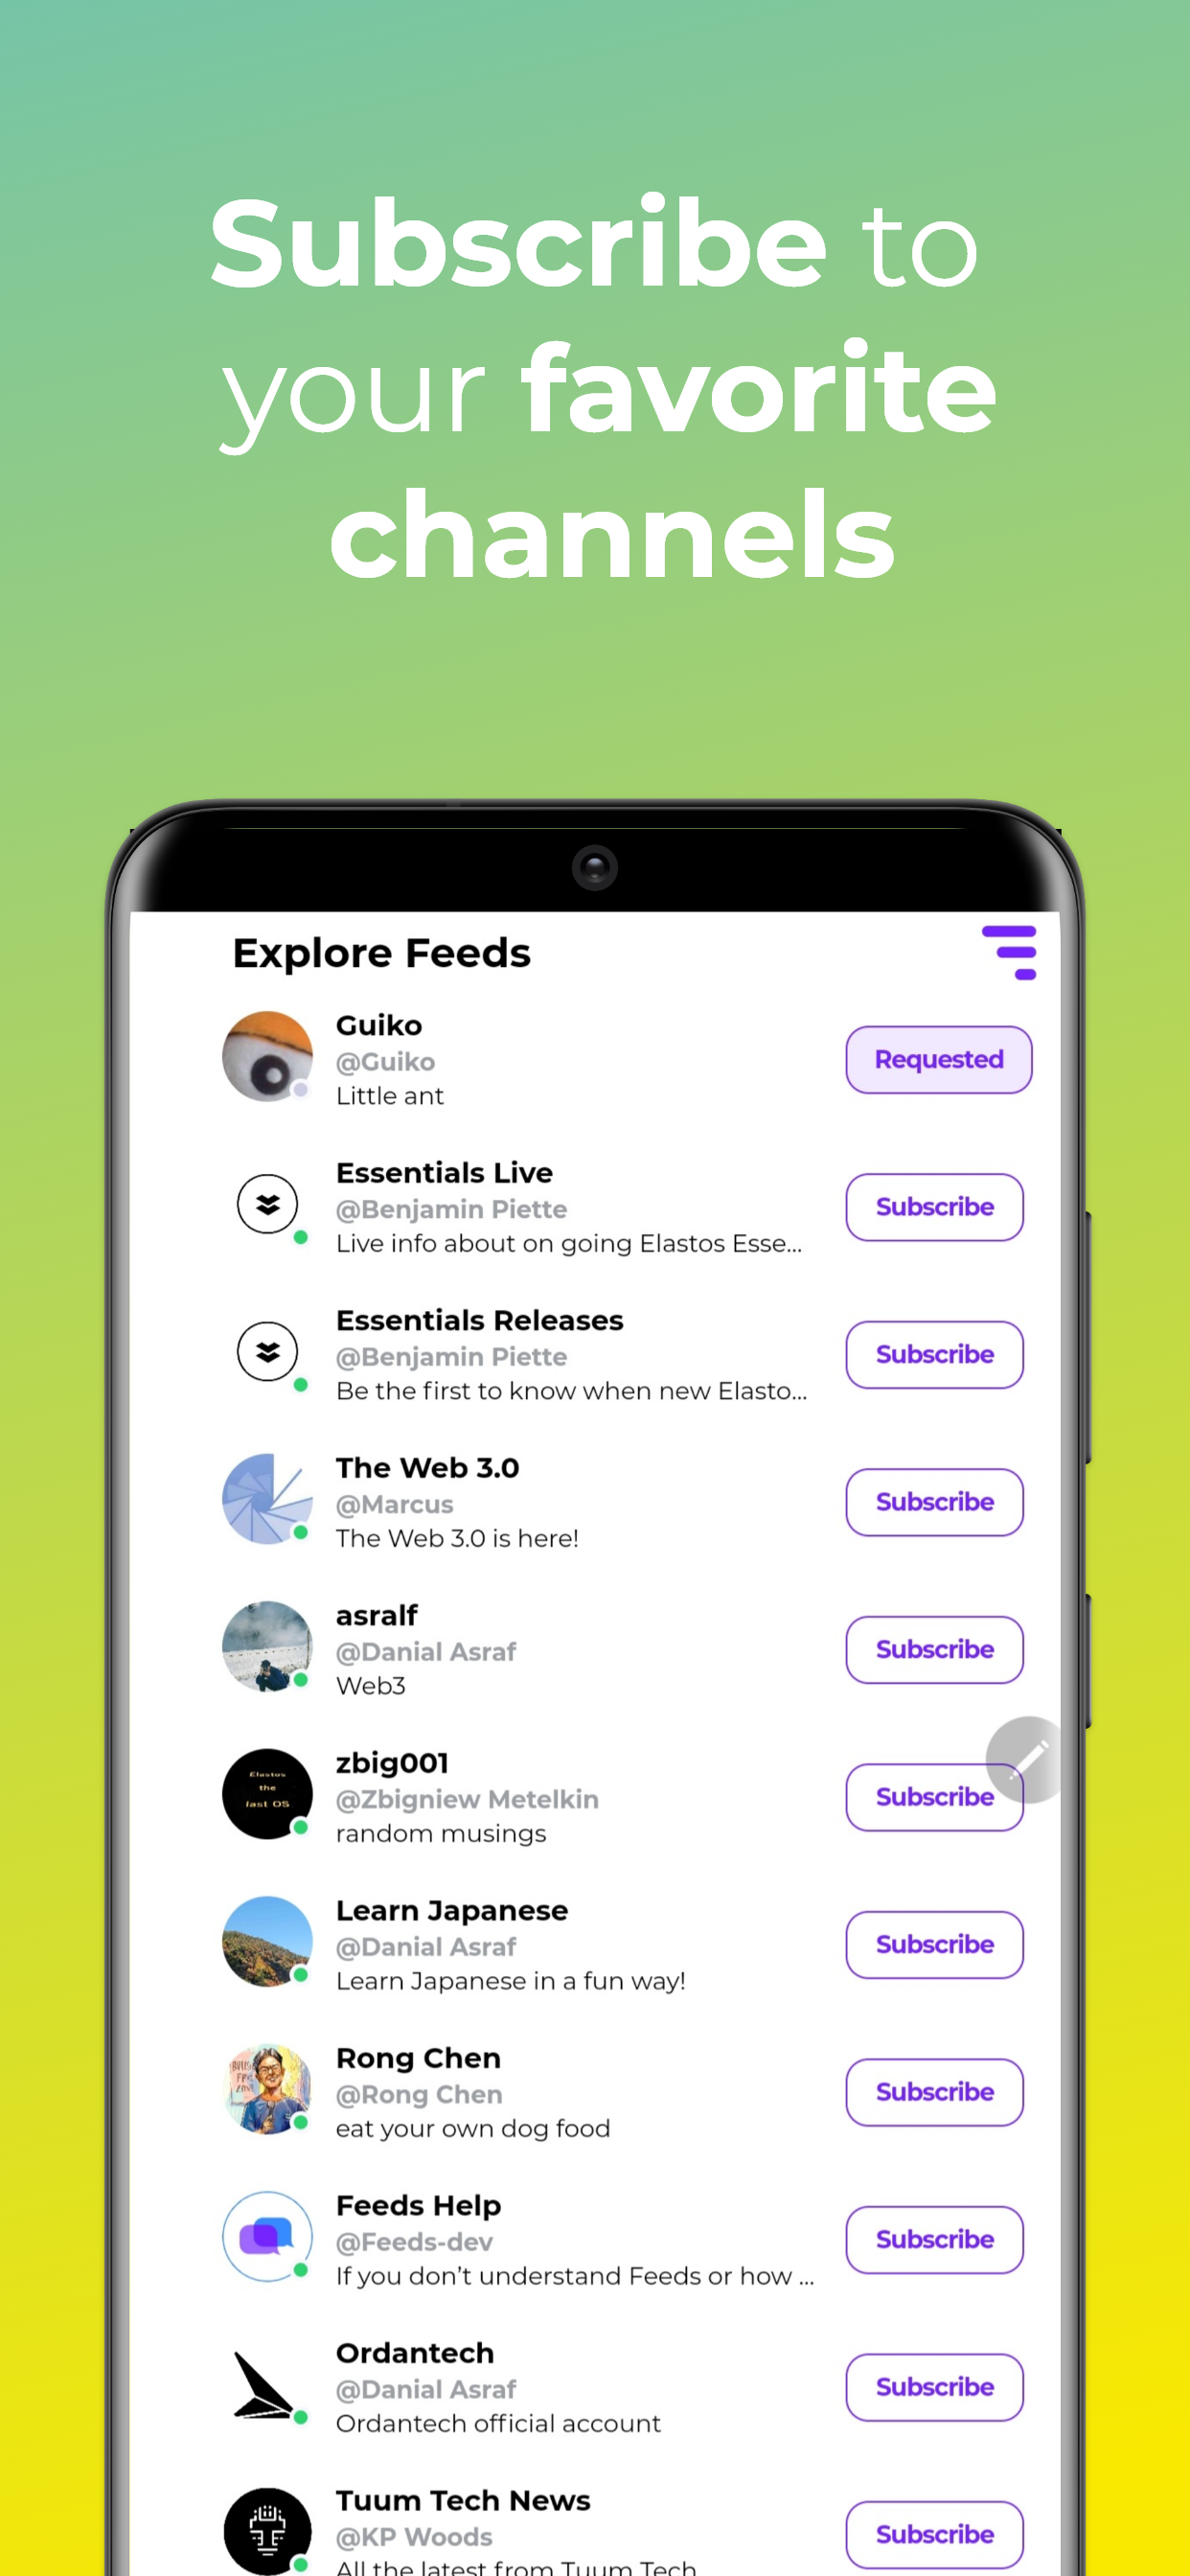 Subscribe to
your favorite
channels
Explore Feeds
Guiko
@Guiko
Little ant
Requested
Essentials Live
@Benjamin Piette
Live info about on going Elastos Esse...
Subscribe
Essentials Releases
@Benjamin Piette
Be the first to know when new Elasto...
Subscribe
The Web 3.0
@Marcus
The Web 3.0 is here!
Subscribe
asralf
@Danial Asraf
Web3
Subscribe
Elastos
the
last OS
zbig001
@Zbigniew Metelkin
random musings
Subscribe
Learn Japanese
@Danial Asraf
Learn Japanese in a fun way!
Subscribe
Rong Chen
@Rong Chen
eat your own dog food
Subscribe
Feeds Help
@Feeds-dev
If you don’t understand Feeds or how ...
Subscribe
Ordantech
@Danial Asraf
Ordantech official account
Subscribe
Tuum Tech News
@KP Woods
All the latest from Tuum Tech
Subscribe